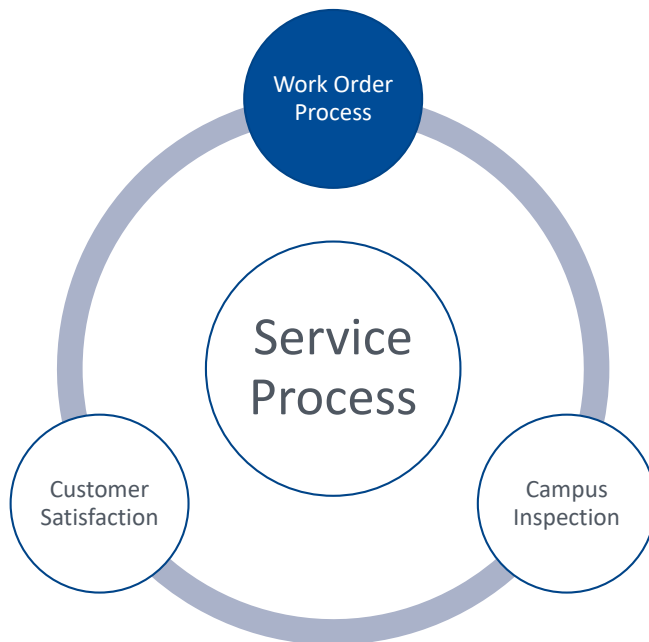 Work Order
Process
Service
Process
Customer
Satisfaction
Campus
Inspection